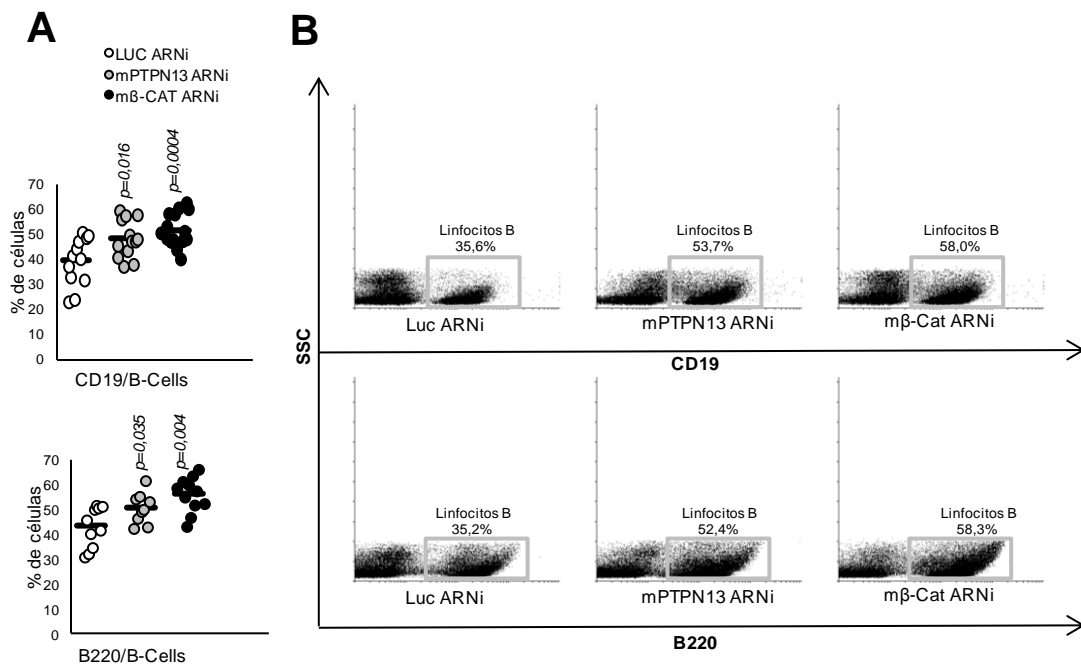 A
LUC ARNi
mPTPN13 ARNi
mβ-CAT ARNi
p=0,016
p=0,0004
% de células
70
60
50
40
30
20
10
0
CD19/B-Cells
p=0,035
p=0,004
% de células
70
60
50
40
30
20
10
0
B220/B-Cells
B
SSC
Linfocitos B
35,6%
Luc ARNi
Linfocitos B
53,7%
mPTPN13 ARNi
Linfocitos B
58,0%
mβ-Cat ARNi
CD19
Linfocitos B
35,2%
Luc ARNi
Linfocitos B
52,4%
mPTPN13 ARNi
Linfocitos B
58,3%
mβ-Cat ARNi
B220